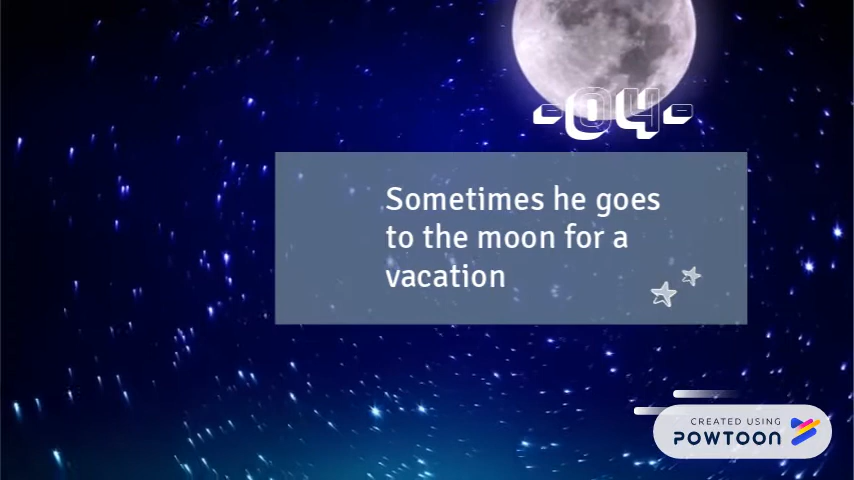 -04-
Sometimes he goes
to the moon for a
vacation
CREATED USING
POWTOON